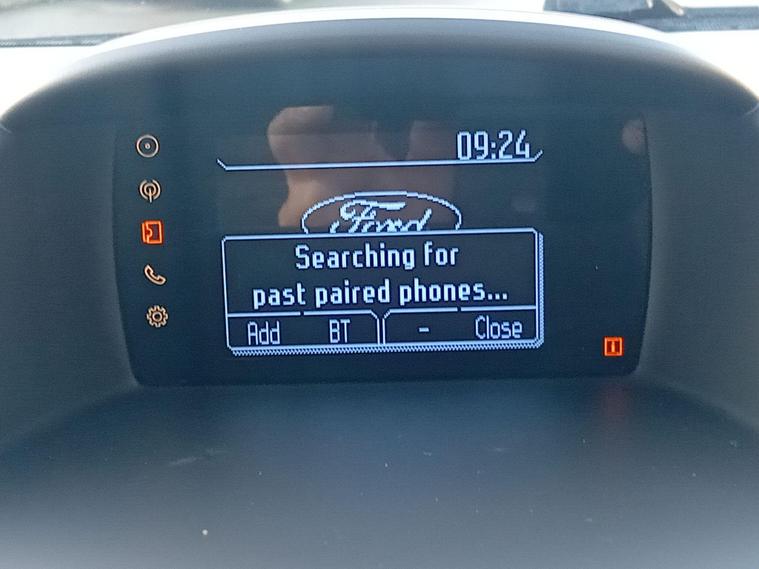 09:24
Ford
Searching for
past paired phones...
Add BT - Close